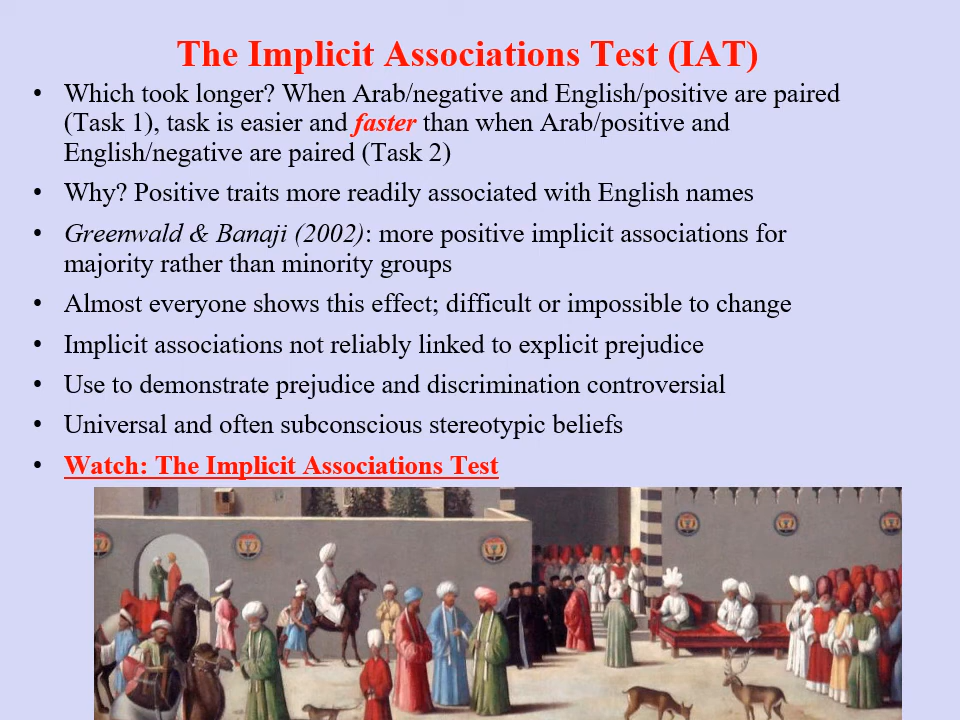 The Implicit Associations Test (IAT)
• Which took longer? When Arab/negative and English/positive are paired
(Task 1), task is easier and faster than when Arab/positive and
English/negative are paired (Task 2)
• Why? Positive traits more readily associated with English names
• Greenwald & Banaji (2002): more positive implicit associations for
majority rather than minority groups
• Almost everyone shows this effect; difficult or impossible to change
• Implicit associations not reliably linked to explicit prejudice
• Use to demonstrate prejudice and discrimination controversial
• Universal and often subconscious stereotypic beliefs
• Watch: The Implicit Associations Test